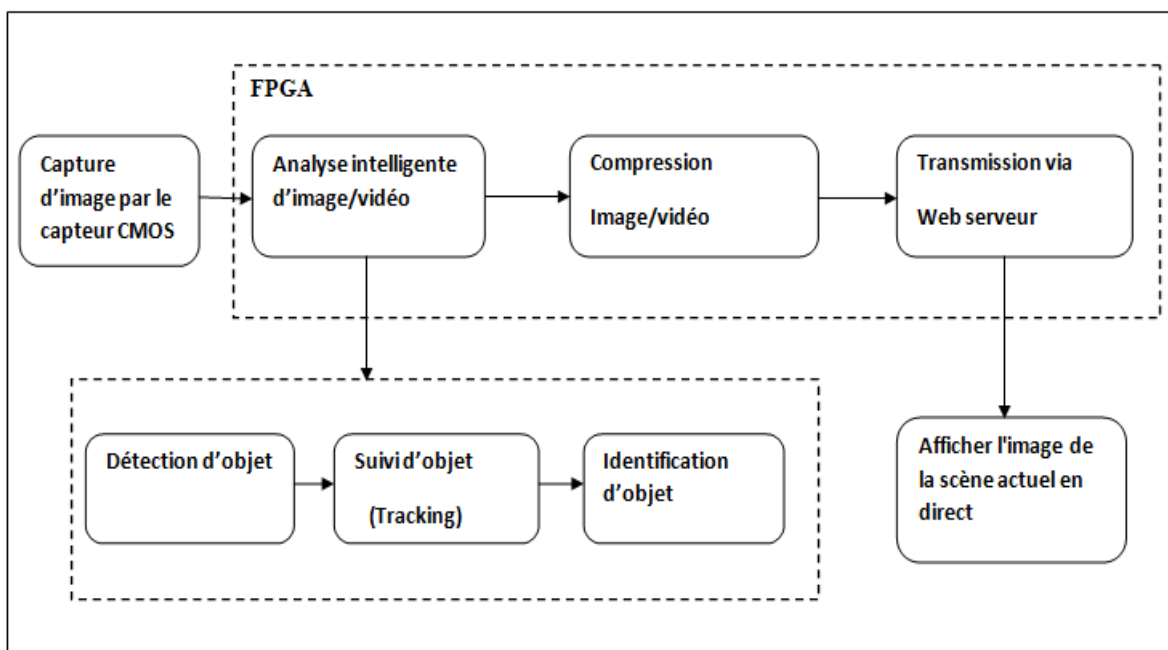 FPGA
Capture
d’image par le
capteur CMOS
Analyse intelligente
d’image/vidéo
Compression
Image/vidéo
Transmission via
Web serveur
Détection d’objet
Suivi d’objet
(Tracking)
Identification
d’objet
Afficher l'image de
la scène actuel en
direct